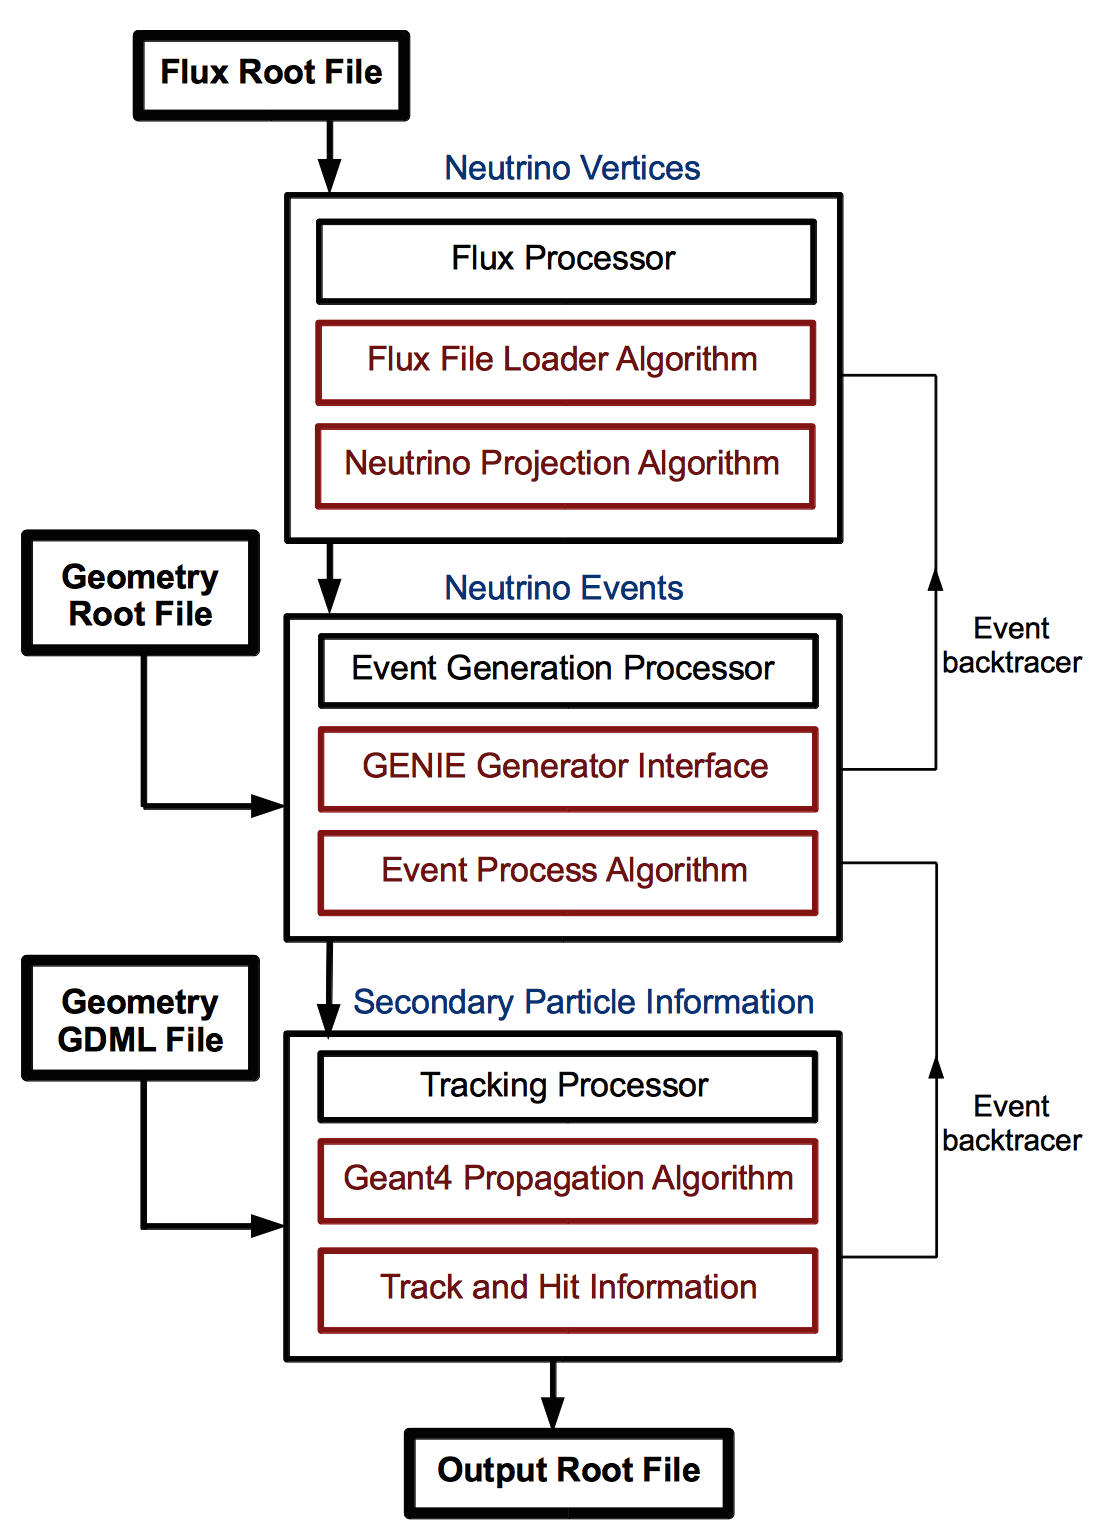 Flux Root File
Neutrino Vertices
Flux Processor
Flux File Loader Algorithm
Neutrino Projection Algorithm
Geometry
Root File
Neutrino Events
Event Generation Processor
GENIE Generator Interface
Event Process Algorithm
Event
backtracer
Geometry
GDML File
Secondary Particle Information
Tracking Processor
Geant4 Propagation Algorithm
Track and Hit Information
Event
backtracer
Output Root File